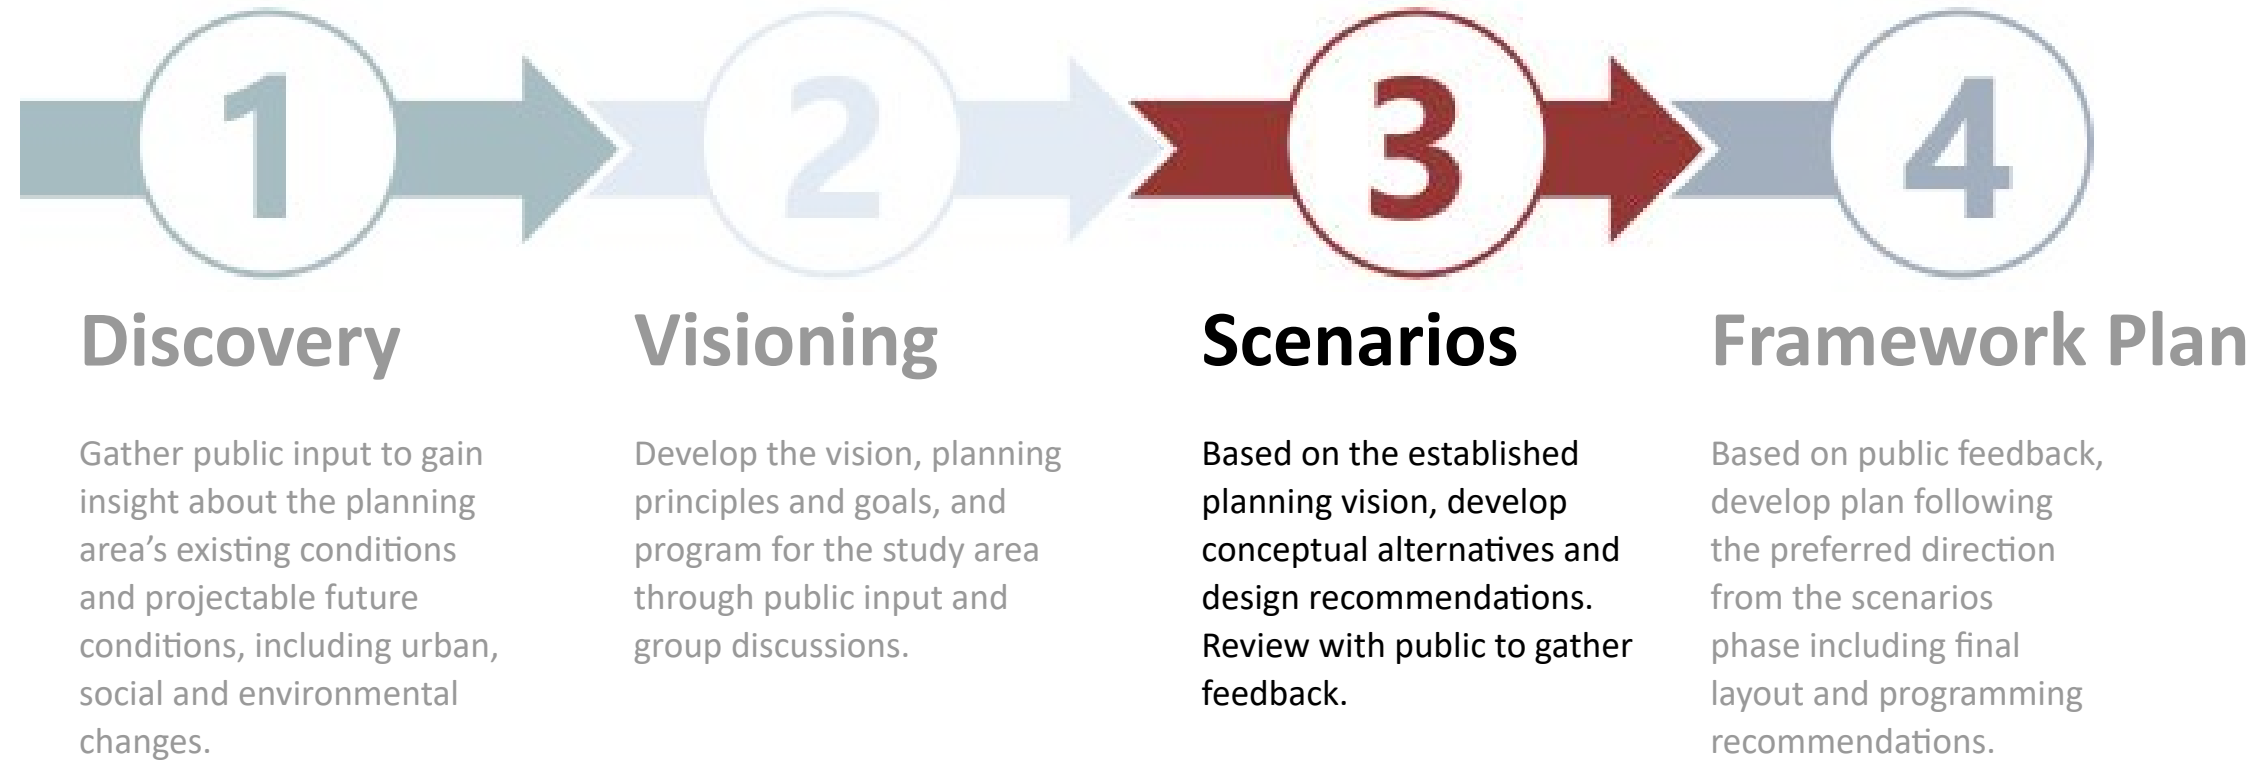 1
2
3
4
Discovery
Gather public input to gain
insight about the planning
area’s existing conditions
and projectable future
conditions, including urban,
social and environmental
changes.
Visioning
Develop the vision, planning
principles and goals, and
program for the study area
through public input and
group discussions.
Scenarios
Based on the established
planning vision, develop
conceptual alternatives and
design recommendations.
Review with public to gather
feedback.
Framework Plan
Based on public feedback,
develop plan following
the preferred direction
from the scenarios
phase including final
layout and programming
recommendations.